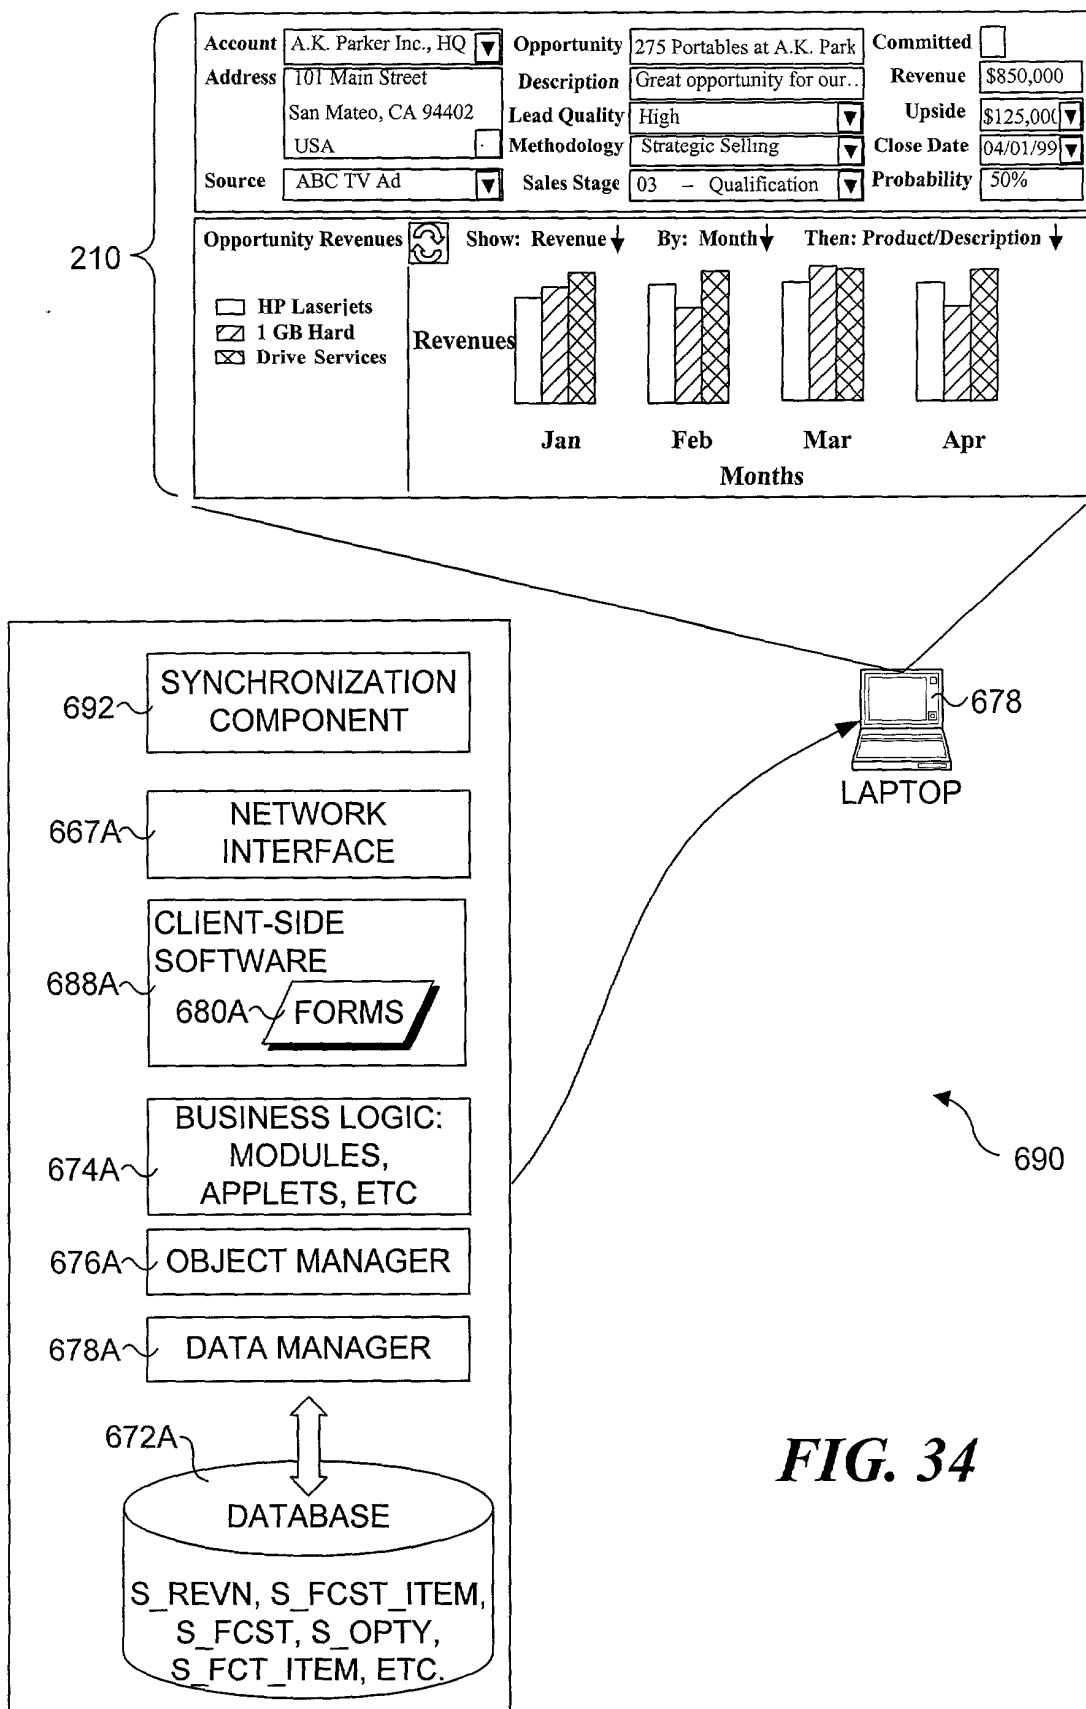 Account A.K. Parker Inc., HQ Opportunity 275 Portables at A.K. Park Committed
Address 101 Main Street Description Great opportunity for our.. Revenue $850,000
San Mateo, CA 94402 Lead Quality High Upside $125,000
USA Methodology Strategic Selling Close Date 04/01/99
Source ABC TV Ad Sales Stage 03 – Qualification Probability 50%
210
Opportunity Revenues Show: Revenue By: Month Then: Product/Description
HP Laserjets
1 GB Hard
Drive Services
Revenues
Jan Feb Mar Apr
Months
692
SYNCHRONIZATION
COMPONENT
678
LAPTOP
667A
NETWORK
INTERFACE
CLIENT-SIDE
SOFTWARE
688A
680A FORMS
BUSINESS LOGIC:
MODULES,
APPLETS, ETC
674A
690
676A OBJECT MANAGER
678A DATA MANAGER
672A
DATABASE
S_REVN, S_FCST_ITEM,
S_FCST, S_OPTY,
S_FCT_ITEM, ETC.
FIG. 34